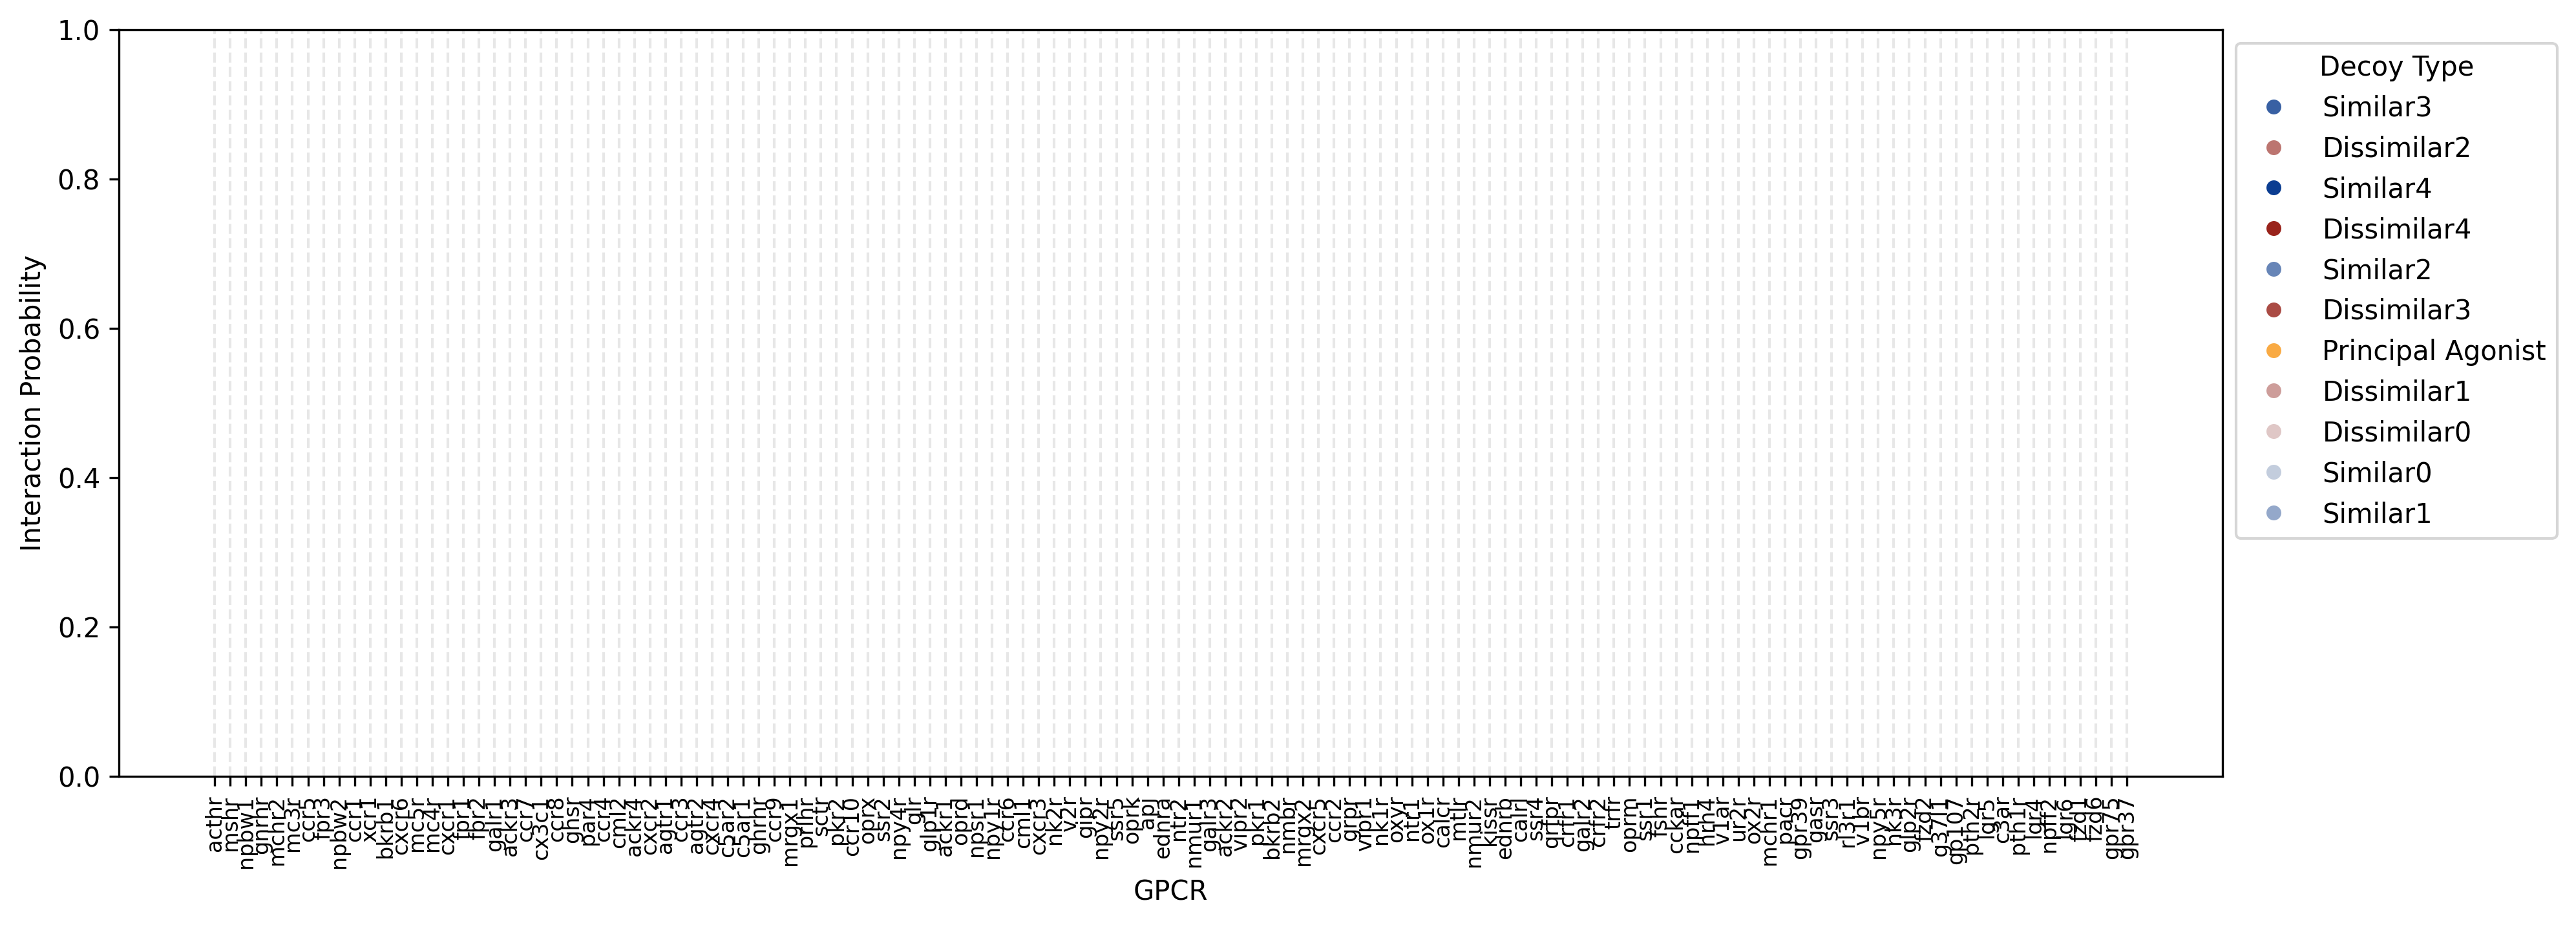 1.0
0.8
0.6
0.4
0.2
0.0
Interaction Probability
acthr
mshr
npbw1
gnrhr
mchr2
mc3r
ccr5
fpr3
npbw2
ccr1
xcr1
bkrb1
cxcr6
mc5r
mc4r
cxcr1
fpr1
fpr2
galr1
ackr3
ccr7
cx3c1
ccr8
ghsr
par4
ccr4
cml2
ackr4
cxcr2
agtr1
ccr3
agtr2
cxcr4
c5ar2
c5ar1
ghrhr
ccr9
mrgx1
prlhr
sctr
pkr2
ccr10
oprx
ssr2
npy4r
glr
glp1r
ackr1
oprd
npsr1
npy1r
ccr6
cml1
cxcr3
nk2r
v2r
gipr
npy2r
ssr5
oprk
apj
ednra
ntr2
nmur1
galr3
ackr2
vipr2
pkr1
bkrb2
nmbr
mrgx2
cxcr5
ccr2
grpr
vipr1
nk1r
oxyr
ntr1
ox1r
calcr
mtlr
nmur2
kissr
ednrb
calrl
ssr4
qrfpr
crfr1
galr2
crfr2
trfr
oprm
ssr1
fshr
cckar
npff1
hrh4
v1ar
ur2r
ox2r
mchr1
pacr
gpr39
gasr
ssr3
rl3r1
v1br
npy5r
nk3r
glp2r
fzd2
g37l1
gp107
pth2r
lgr5
c3ar
pth1r
lgr4
npff2
lgr6
fzd1
fzd6
gpr75
gpr37
GPCR
Decoy Type
Similar3
Dissimilar2
Similar4
Dissimilar4
Similar2
Dissimilar3
Principal Agonist
Dissimilar1
Dissimilar0
Similar0
Similar1